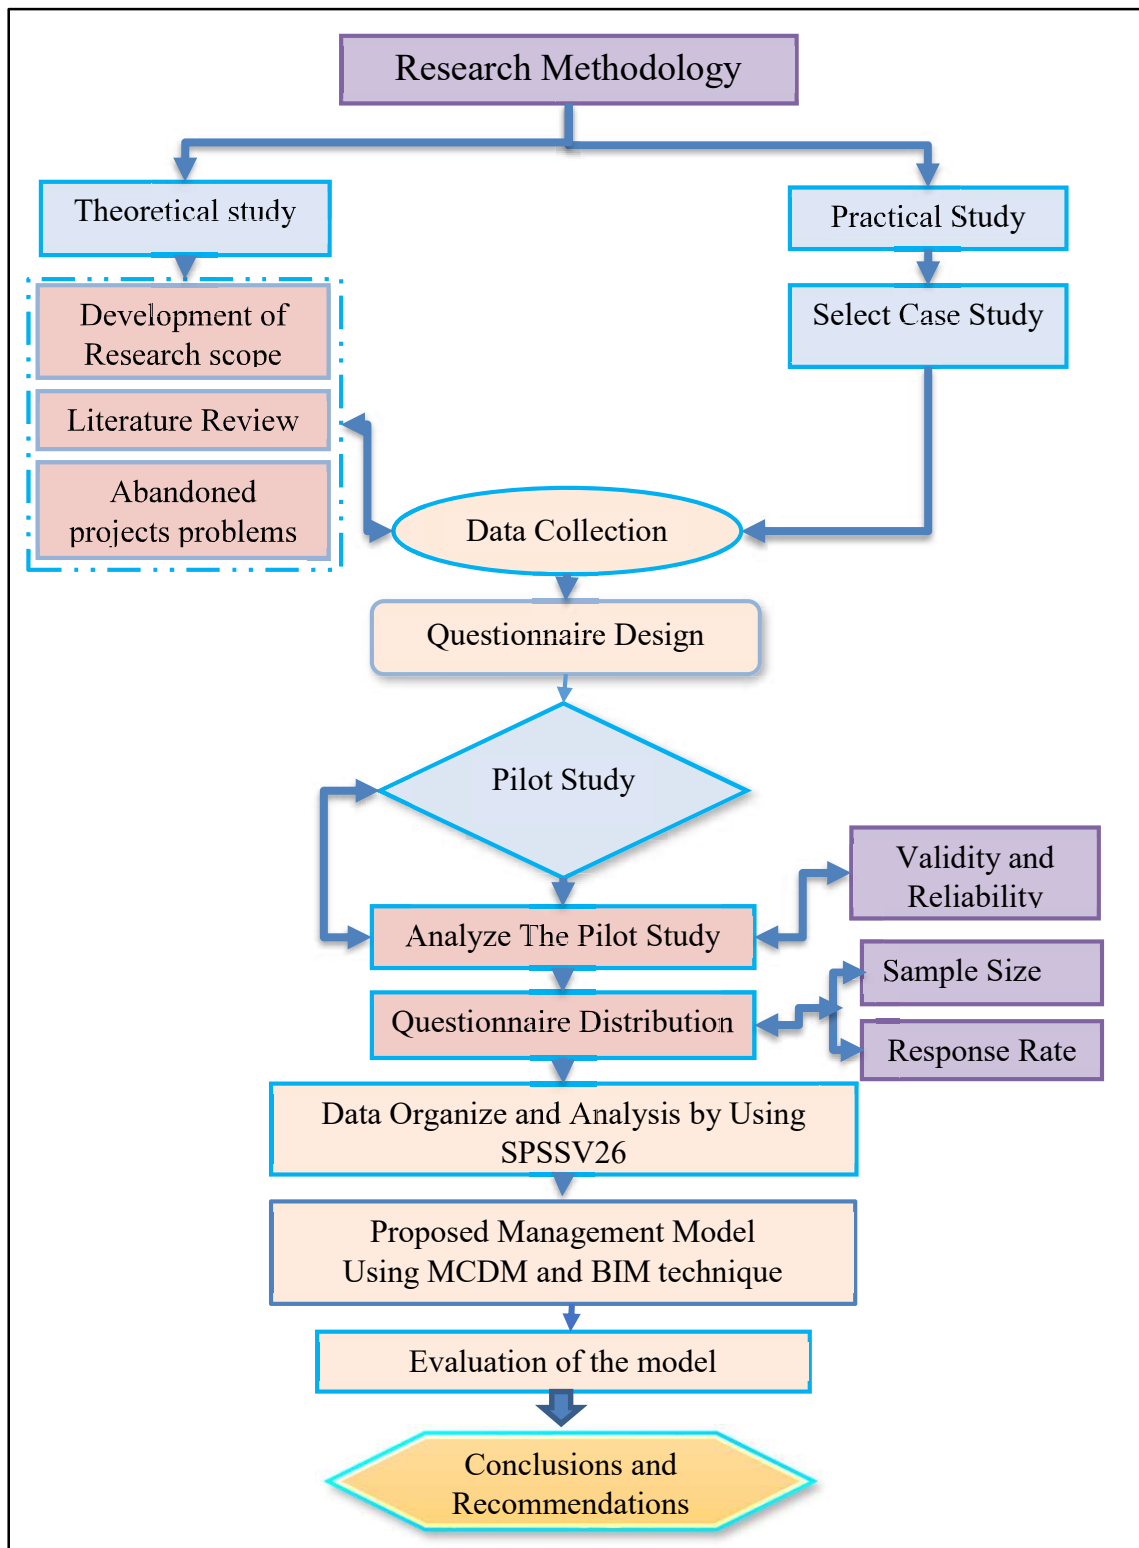 Research Methodology
Theoretical study
Practical Study
Development of
Research scope
Select Case Study
Literature Review
Abandoned
projects problems
Data Collection
Questionnaire Design
Pilot Study
Validity and
Reliability
Analyze The Pilot Study
Sample Size
Questionnaire Distribution
Response Rate
Data Organize and Analysis by Using
SPSSV26
Proposed Management Model
Using MCDM and BIM technique
Evaluation of the model
Conclusions and
Recommendations